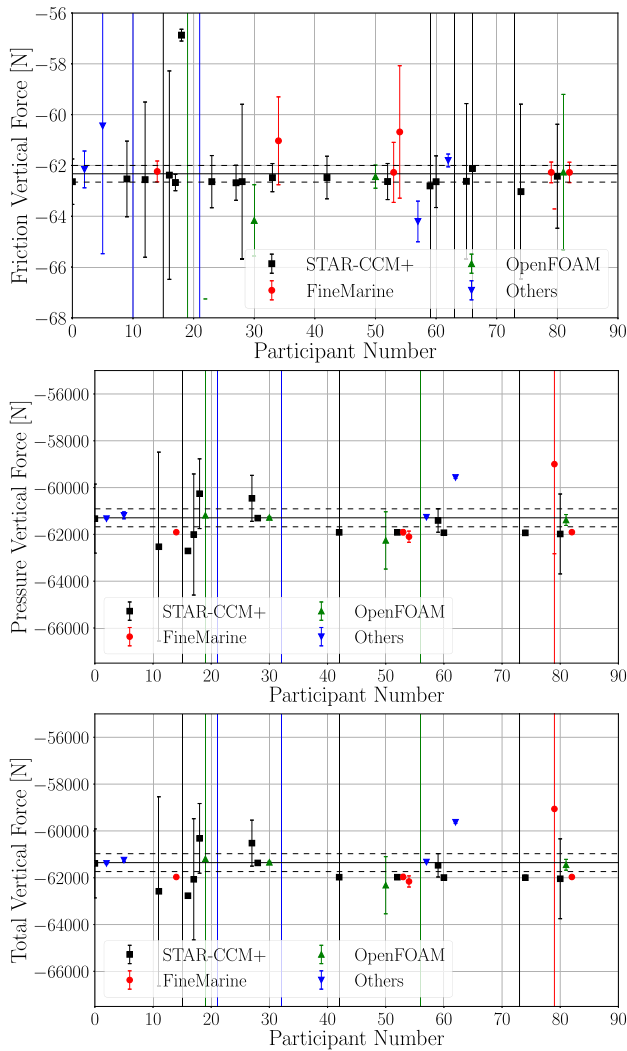 Friction Vertical Force [N]
−56
−58
−60
−62
−64
−66
−68
0 10 20 30 40 50 60 70 80 90
Participant Number
STAR-CCM+ OpenFOAM
FineMarine Others
Pressure Vertical Force [N]
−56000
−58000
−60000
−62000
−64000
−66000
0 10 20 30 40 50 60 70 80 90
Participant Number
STAR-CCM+ OpenFOAM
FineMarine Others
Total Vertical Force [N]
−56000
−58000
−60000
−62000
−64000
−66000
0 10 20 30 40 50 60 70 80 90
Participant Number
STAR-CCM+ OpenFOAM
FineMarine Others